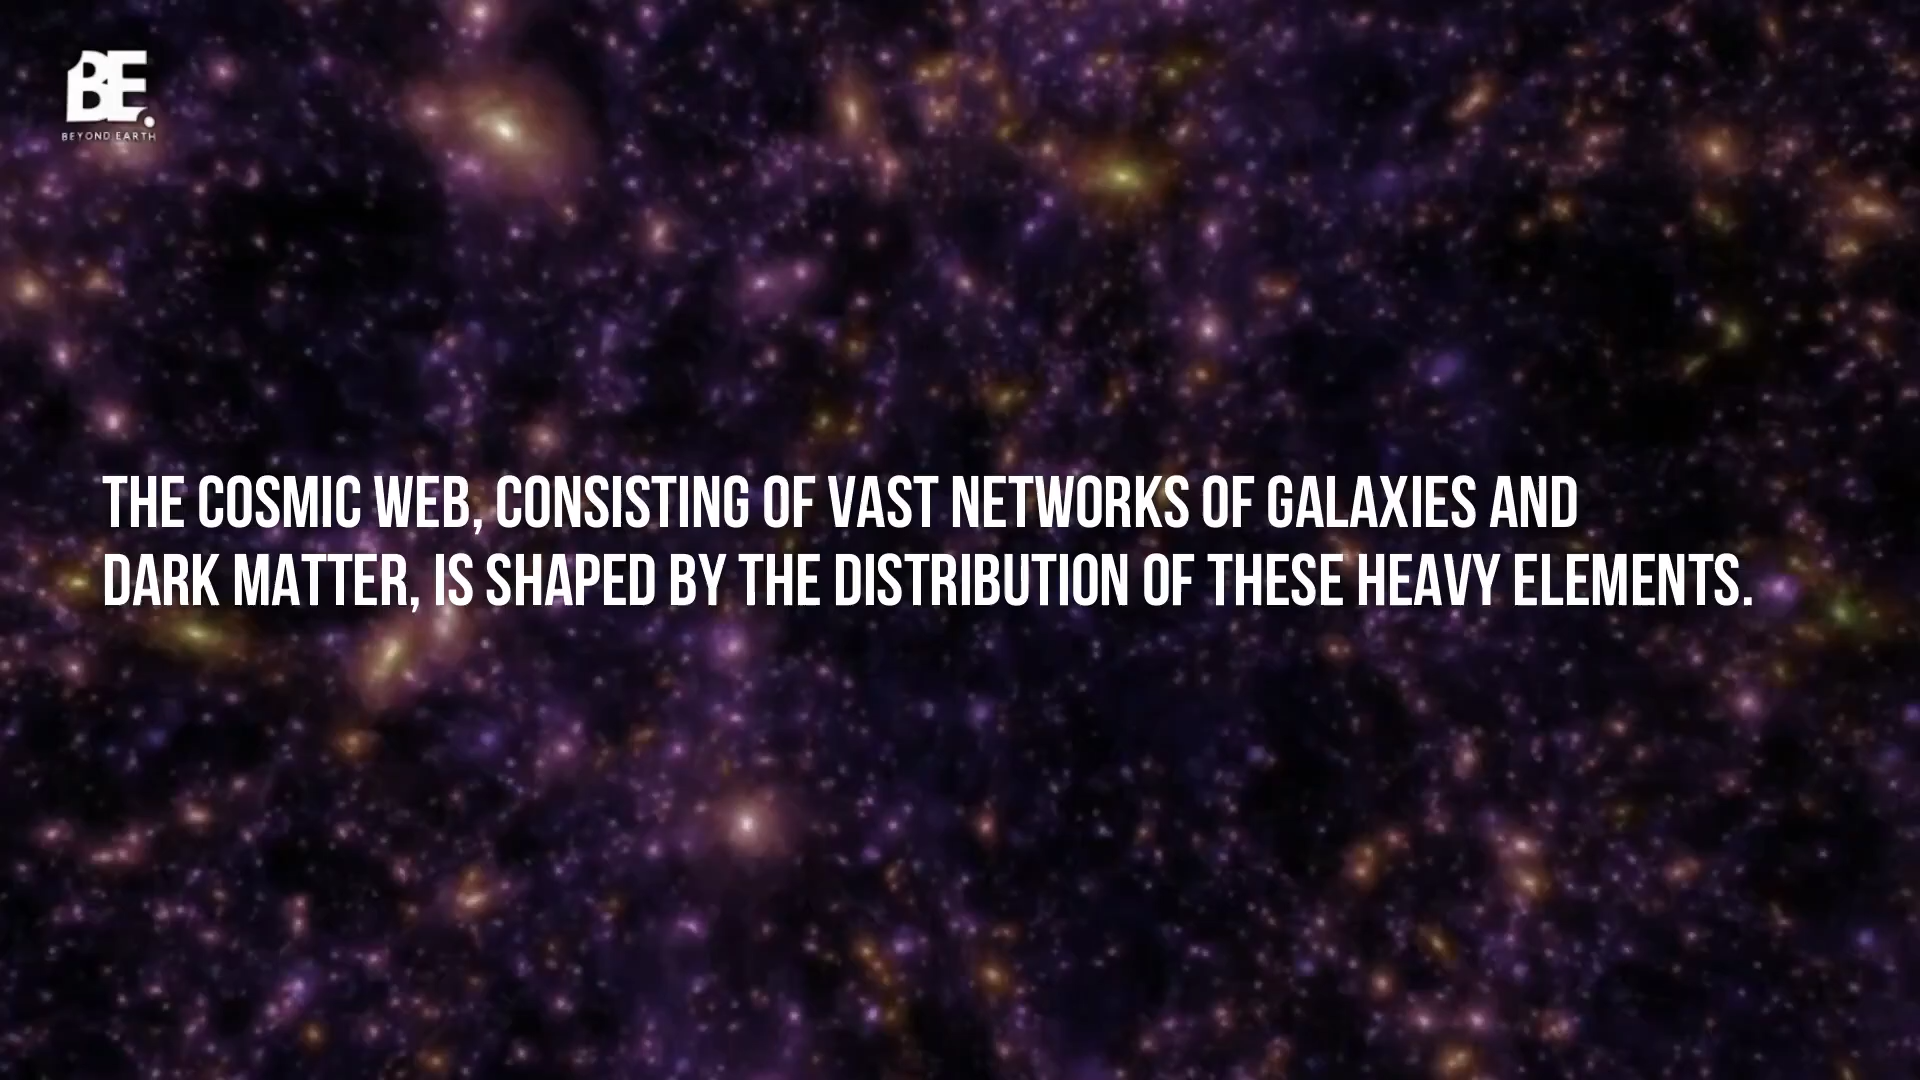 BE.
BEYOND EARTH
THE COSMIC WEB, CONSISTING OF VAST NETWORKS OF GALAXIES AND
DARK MATTER, IS SHAPED BY THE DISTRIBUTION OF THESE HEAVY ELEMENTS.